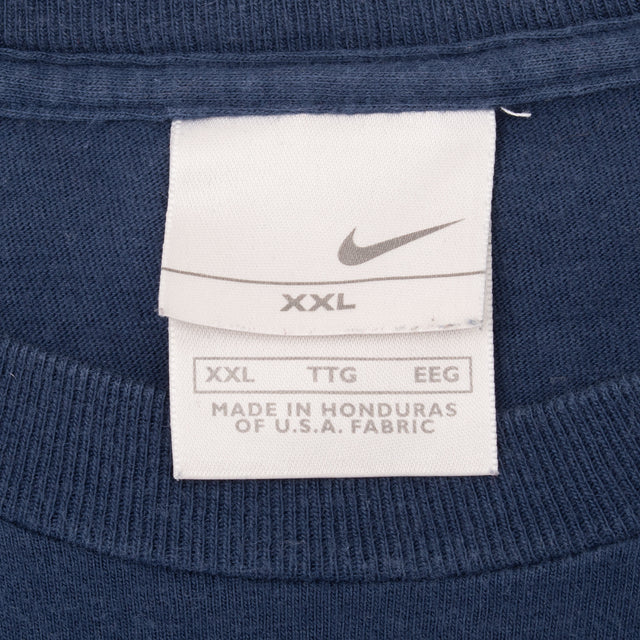 XXL
XXL TTG EEG
MADE IN HONDURAS
OF U.S.A. FABRIC